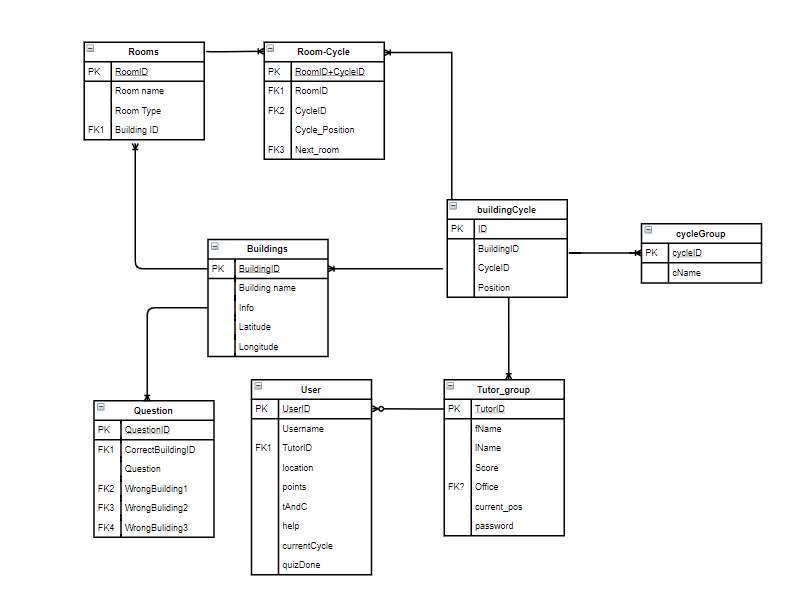 Rooms
PK RoomID
Room name
Room Type
FK1 Building ID
Room-Cycle
PK RoomID+CycleID
FK1 RoomID
FK2 CycleID
Cycle_Position
FK3 Next_room
buildingCycle
PK ID
BuildingID
CycleID
Position
cycleGroup
PK cycleID
cName
Buildings
PK BuildingID
Building name
Info
Latitude
Longitude
Question
PK QuestionID
FK1 CorrectBuildingID
Question
FK2 WrongBuilding1
FK3 WrongBuliding2
FK4 WrongBuliding3
User
PK UserID
Username
FK1 TutorID
location
points
tAndC
help
currentCycle
quizDone
Tutor_group
PK TutorID
fName
lName
Score
FK? Office
current_pos
password